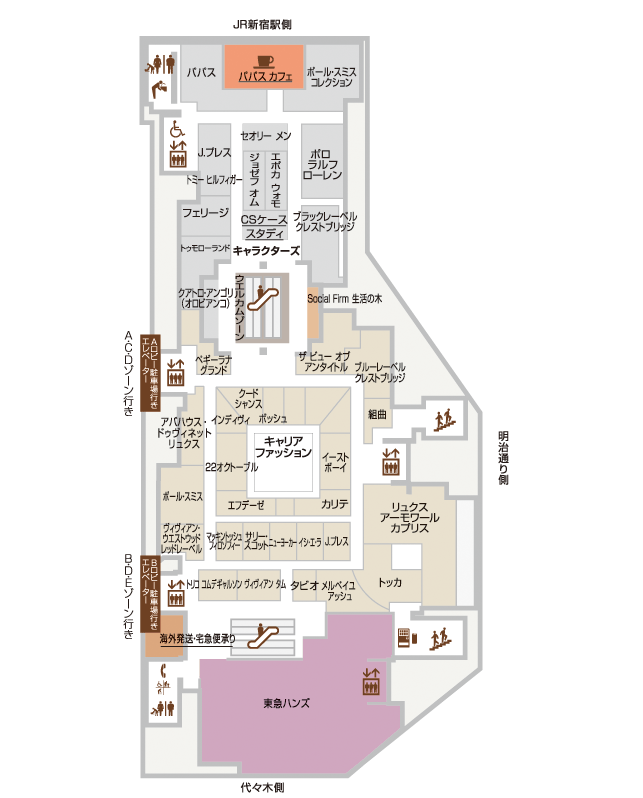 JR新宿駅側
パパス
パパス カフェ
ポール・スミス
コレクション
J.プレス
セオリー メン
ジョゼフ オム
エポカ ウォモ
ポロ
ラルフ
ローレン
トミー ヒルフィガー
フェリージ
CSケース
スタディ
ブラックレーベル
クレストブリッジ
トゥモローランド
キャラクターズ
クアトロ・アンゴリ
(オロビアンコ)
ウエルカムゾーン
Social Firm 生活の木
A・C・Dゾーン行き
Aロビー駐車場行き
エレベーター
ペギーラナ
グランド
ザ ビュー オブ
アンタイトル
ブルーレーベル
クレストブリッジ
クード
シャンス
組曲
アバハウス・
ドゥヴィネット
リュクス
インディヴィ
ボッシュ
キャリア
ファッション
明治通り側
22オクトーブル
イースト
ボーイ
ポール・スミス
エフデーゼ
カリテ
リュクス
アーモワール
カプリス
ヴィヴィアン・
ウエストウッド
レッドレーベル
マッキントッシュ
フィロソフィー
サリー・
スコット
ニューヨーカー
イシ・エ・ラ
J.プレス
B・D・Eゾーン行き
Bロビー駐車場行き
エレベーター
トリコ コムデギャルソン
ヴィヴィアン タム
タビオ
メルベイユ
アッシュ
トッカ
海外発送・宅急便承り
東急ハンズ
代々木側